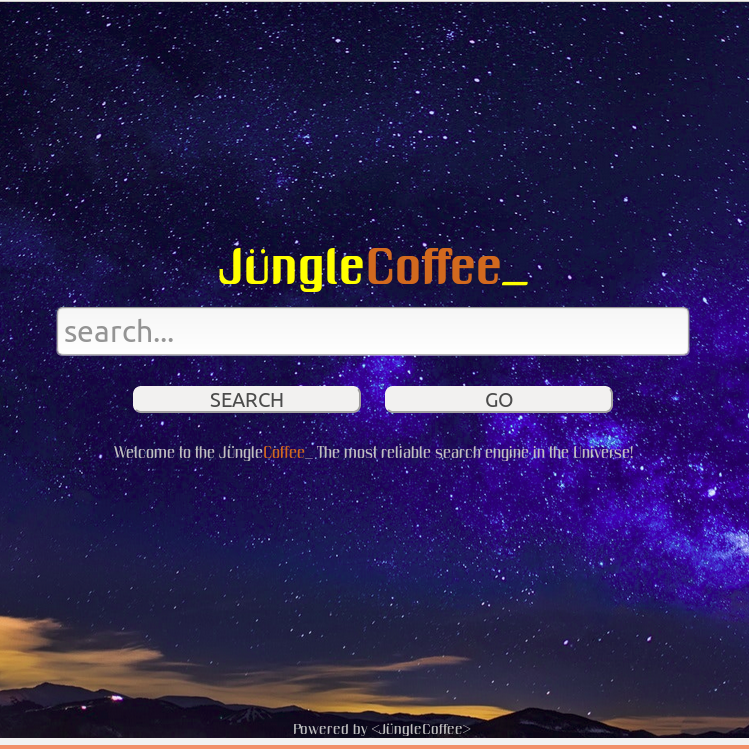 JüngleCoffee_
search...
SEARCH GO
Welcome to the JüngleCoffee_ The most reliable search engine in the Universe!
Powered by <JüngleCoffee>